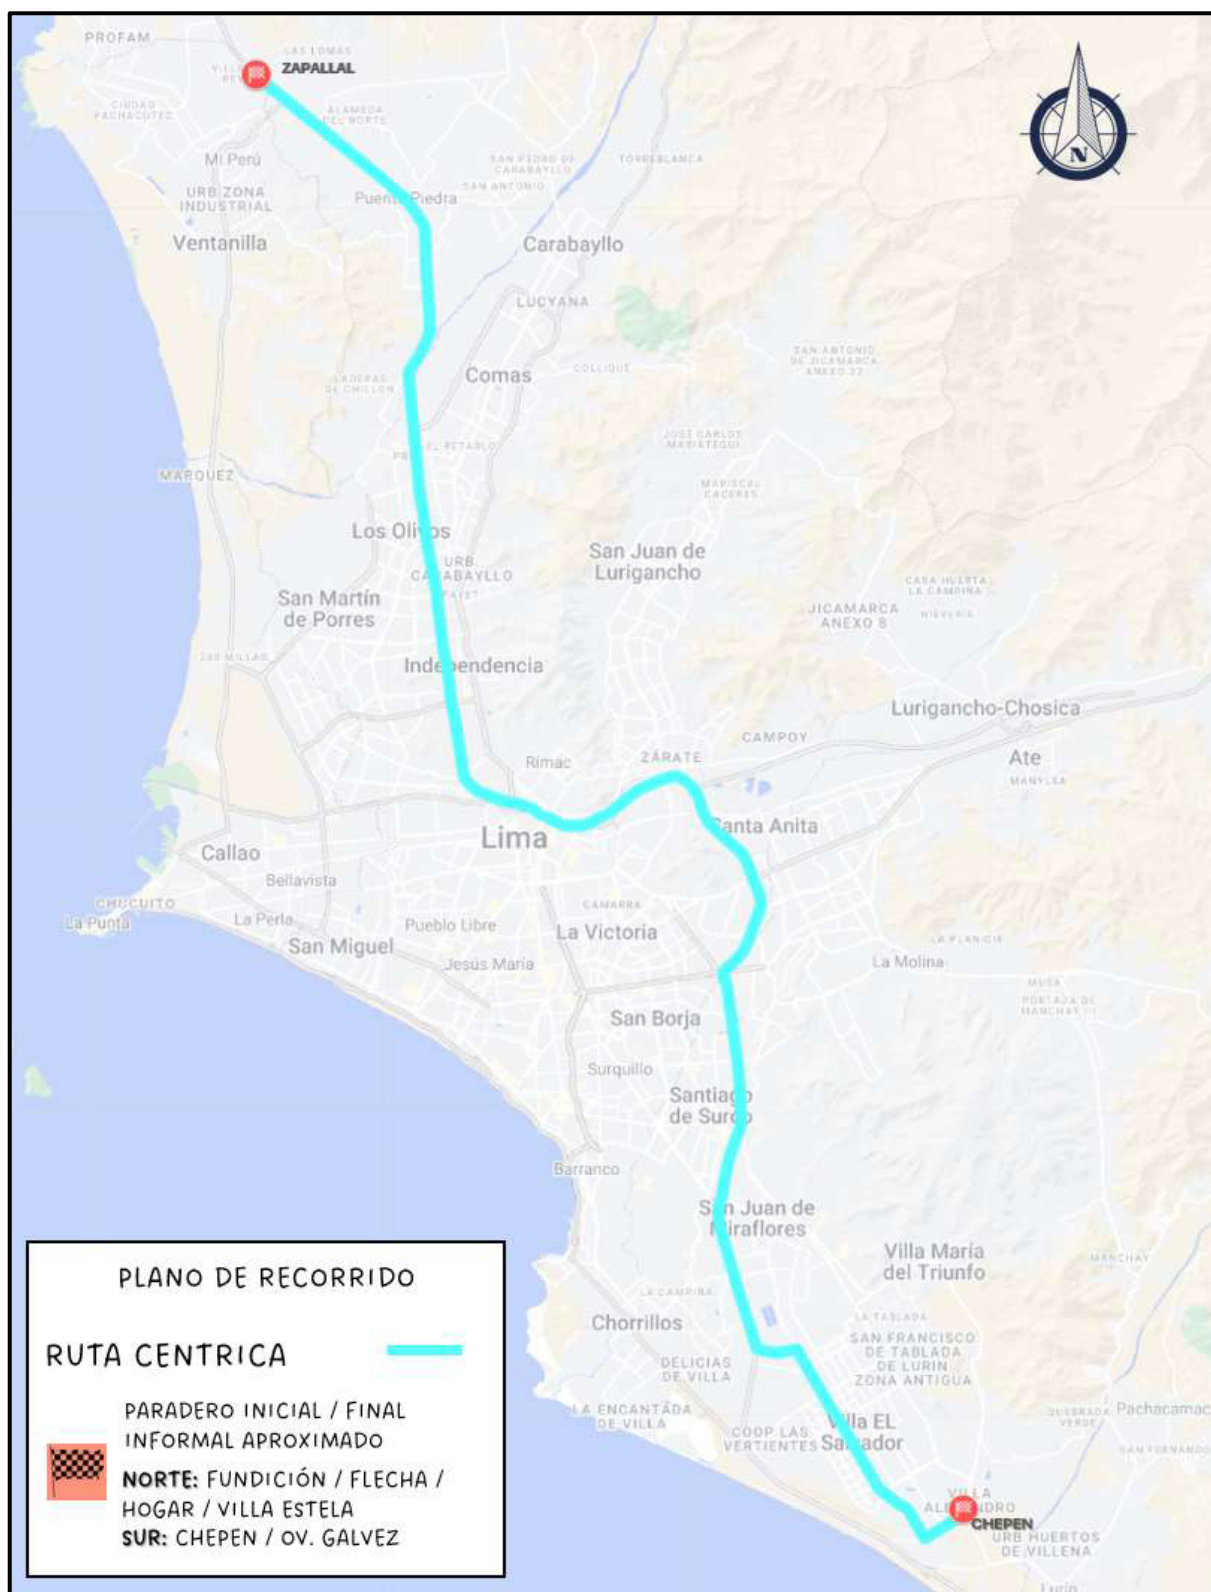 PROFAM
LAS LOMAS
ZAPALLAL
CIUDAD
PACHACUTEC
ALAMEDA
DEL NORTE
Mi Perú
SAN PEDRO DE
CARABAYLLO
TORREBLANCA
SAN ANTONIO
URB ZONA
INDUSTRIAL
Puente Piedra
N
Ventanilla
Carabayllo
LUCYANA
SAN ANTONIO
DE JICAMARCA
ANEXO 22
COLLIQUE
Comas
LADERAS
DE CHILLON
JOSÉ CARLOS
MARIATEGUI
EL RETABLO
MARQUEZ
MARISCAL
CACERES
Los Olivos
San Juan de
Lurigancho
URB.
CARABAYLLO
CASA HUERTA
LA CAMPIÑA
NIEVERIA
JICAMARCA
ANEXO 8
San Martín
de Porres
200 MILLAS
Independencia
Lurigancho-Chosica
CAMPOY
ZÁRATE
Rímac
Ate
MANYLSA
Santa Anita
Lima
Callao
Bellavista
CHUCUITO
La Punta
La Perla
GAMARRA
Pueblo Libre
La Victoria
San Miguel
Jesús María
LA PLANICIE
La Molina
MUSA
PORTADA DE
MANCHAY III
San Borja
Surquillo
Santiago
de Surco
Barranco
San Juan de
Miraflores
Villa María
del Triunfo
MANCHAY
LA CAMPIÑA
Chorrillos
LA TABLADA
SAN FRANCISCO
DE TABLADA
DE LURIN
ZONA ANTIGUA
DELICIAS
DE VILLA
LA ENCANTADA
DE VILLA
COOP LAS
VERTIENTES
Villa EL
Salvador
QUEBRADA
VERDE
Pachacamac
SAN FERNANDO
VILLA
ALEJANDRO
CHEPEN
URB HUERTOS
DE VILLENA
Lurín
PLANO DE RECORRIDO
RUTA CENTRICA
PARADERO INICIAL / FINAL
INFORMAL APROXIMADO
NORTE: FUNDICIÓN / FLECHA /
HOGAR / VILLA ESTELA
SUR: CHEPEN / OV. GALVEZ